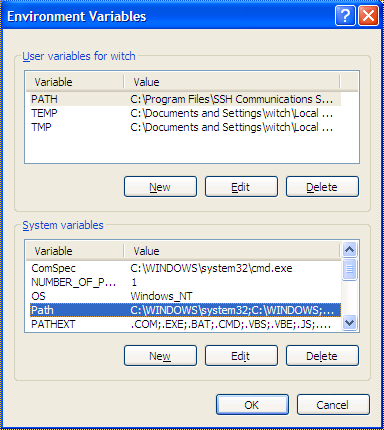 Environment Variables
User variables for witch
Variable Value
PATH C:\Program Files\SSH Communications S...
TEMP C:\Documents and Settings\witch\Local ...
TMP C:\Documents and Settings\witch\Local ...
New Edit Delete
System variables
Variable Value
ComSpec C:\WINDOWS\system32\cmd.exe
NUMBER_OF_P... 1
OS Windows_NT
Path C:\WINDOWS\system32;C:\WINDOWS;...
PATHEXT .COM;.EXE;.BAT;.CMD;.VBS;.VBE;.JS;....
New Edit Delete
OK Cancel